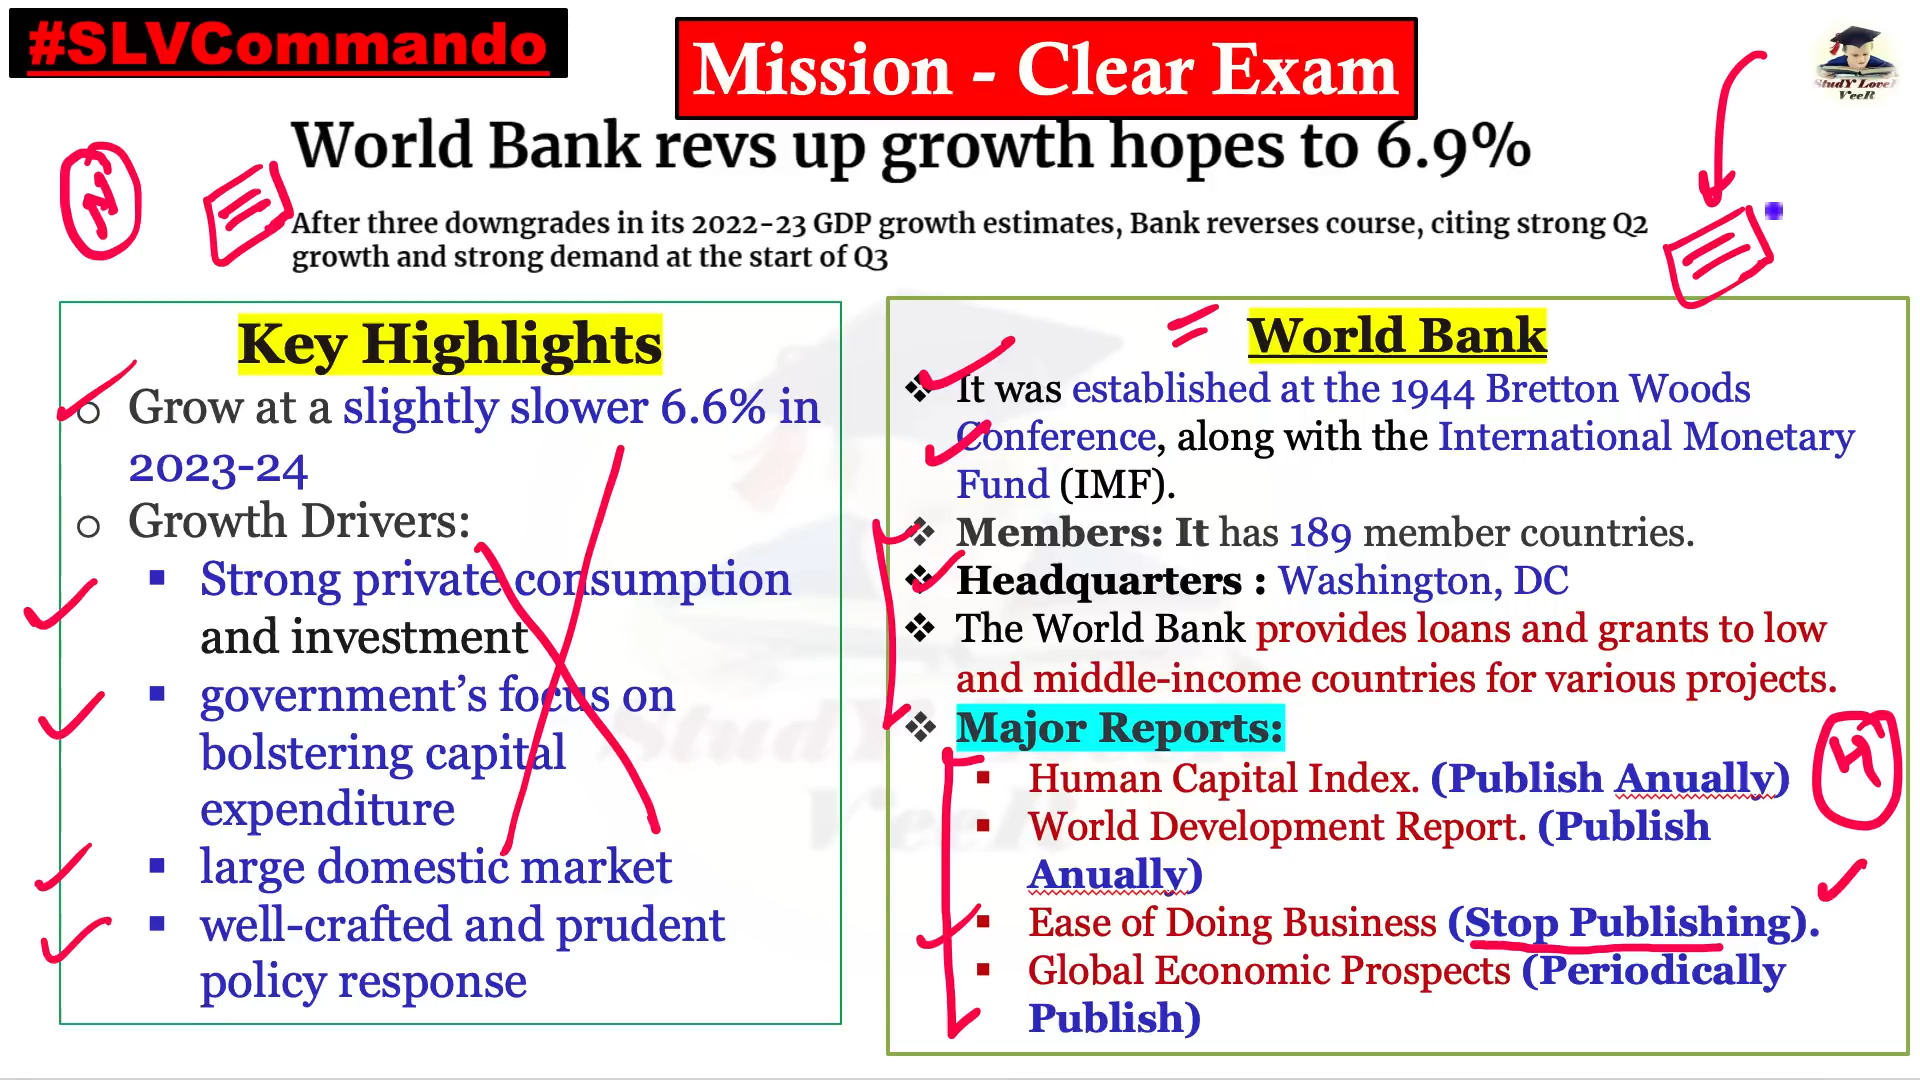 #SLVCommando
Mission - Clear Exam
StudY LoveR
VeeR
World Bank revs up growth hopes to 6.9%
After three downgrades in its 2022-23 GDP growth estimates, Bank reverses course, citing strong Q2
growth and strong demand at the start of Q3
Key Highlights
Grow at a slightly slower 6.6% in
2023-24
Growth Drivers:
Strong private consumption
and investment
government’s focus on
bolstering capital
expenditure
large domestic market
well-crafted and prudent
policy response
World Bank
It was established at the 1944 Bretton Woods
Conference, along with the International Monetary
Fund (IMF).
Members: It has 189 member countries.
Headquarters : Washington, DC
The World Bank provides loans and grants to low
and middle-income countries for various projects.
Major Reports:
Human Capital Index. (Publish Anually)
World Development Report. (Publish
Anually)
Ease of Doing Business (Stop Publishing).
Global Economic Prospects (Periodically
Publish)
StudY LoveR
VeeR